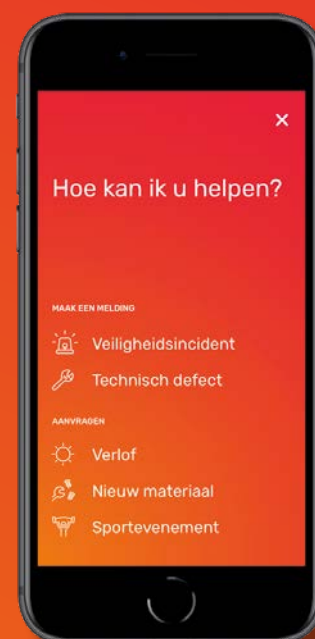 Hoe kan ik u helpen?
MAAK EEN MELDING
Veiligheidsincident
Technisch defect
AANVRAGEN
Verlof
Nieuw materiaal
Sportevenement